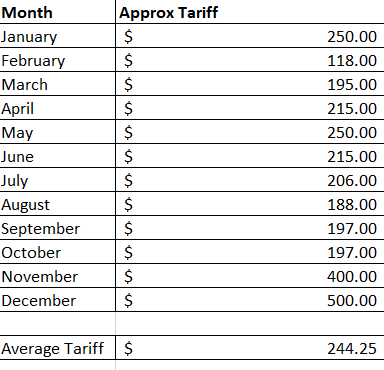 Month Approx Tariff
January $ 250.00
February $ 118.00
March $ 195.00
April $ 215.00
May $ 250.00
June $ 215.00
July $ 206.00
August $ 188.00
September $ 197.00
October $ 197.00
November $ 400.00
December $ 500.00
Average Tariff $ 244.25